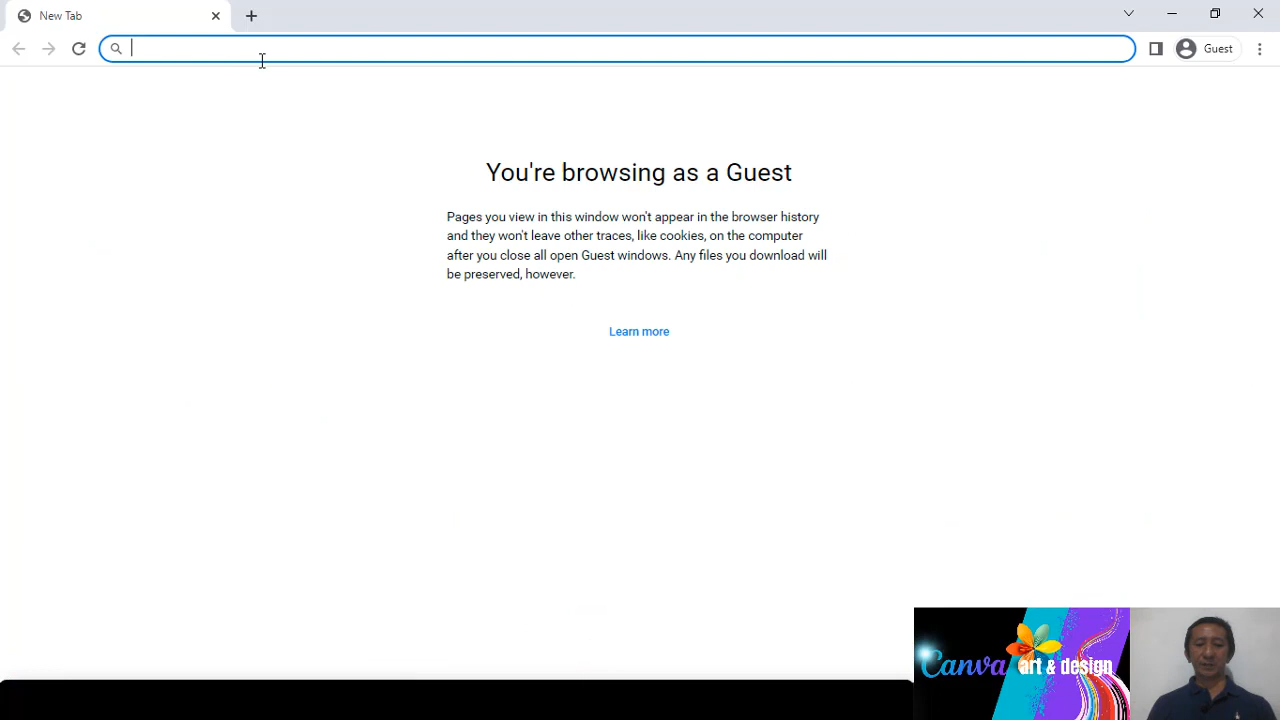 New Tab
Guest
You're browsing as a Guest
Pages you view in this window won't appear in the browser history
and they won't leave other traces, like cookies, on the computer
after you close all open Guest windows. Any files you download will
be preserved, however.
Learn more
Canva art & design